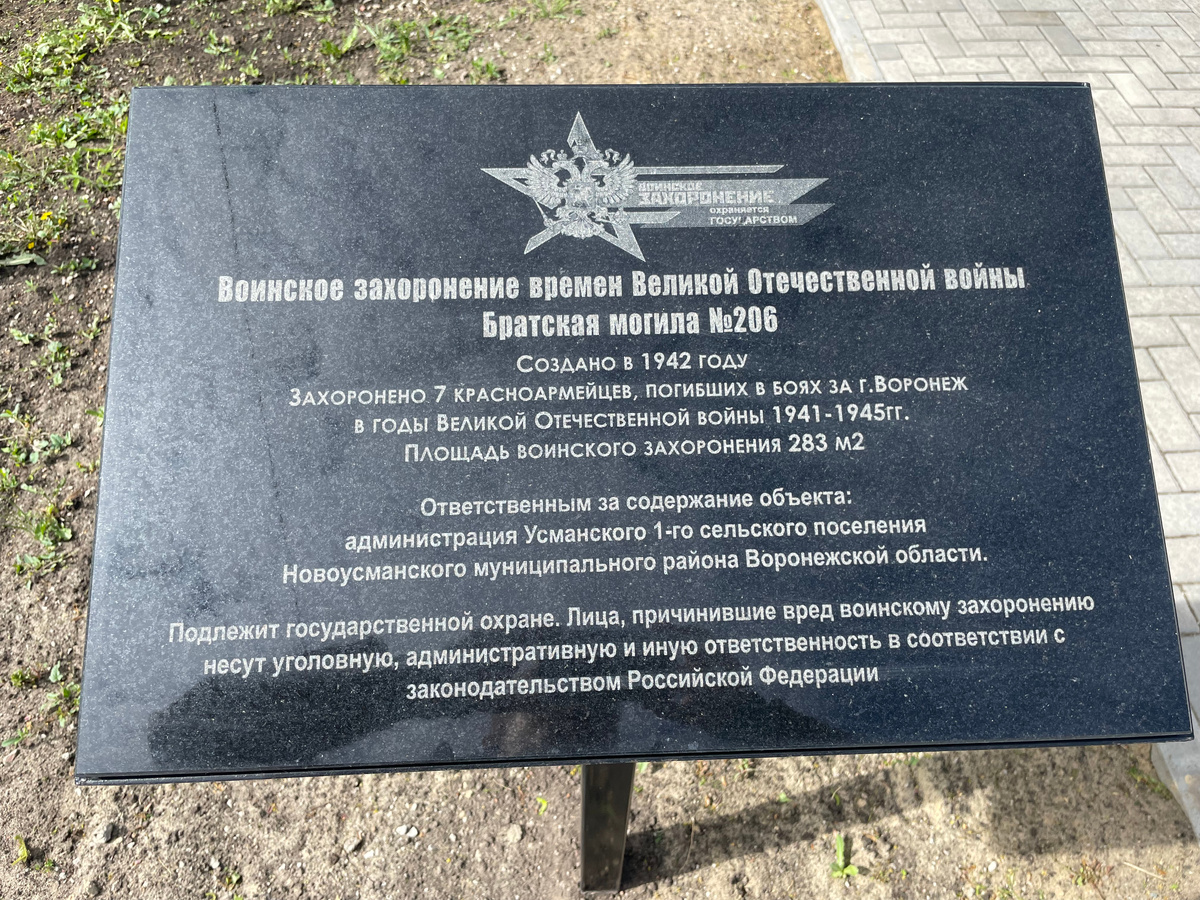 ВОИНСКОЕ
ЗАХОРОНЕНИЕ
охраняется
ГОСУДАРСТВОМ
Воинское захоронение времен Великой Отечественной войны
Братская могила №206
Создано в 1942 году
Захоронено 7 красноармейцев, погибших в боях за г.Воронеж
в годы Великой Отечественной войны 1941-1945гг.
Площадь воинского захоронения 283 м2
Ответственным за содержание объекта:
администрация Усманского 1-го сельского поселения
Новоусманского муниципального района Воронежской области.
Подлежит государственной охране. Лица, причинившие вред воинскому захоронению
несут уголовную, административную и иную ответственность в соответствии с
законодательством Российской Федерации